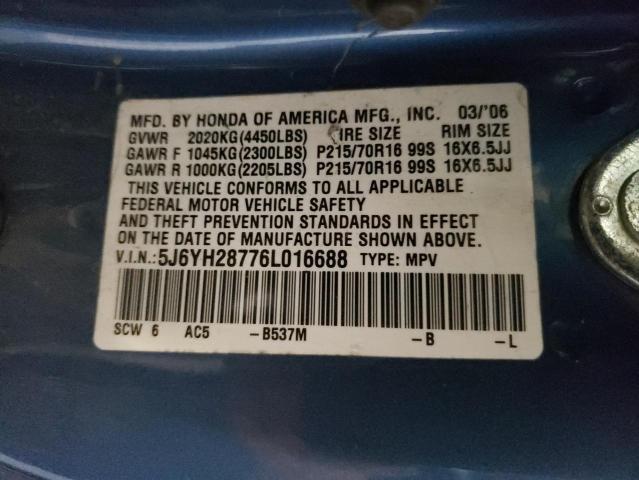 MFD. BY HONDA OF AMERICA MFG., INC. 03/'06
GVWR 2020KG(4450LBS) IRE SIZE RIM SIZE
GAWR F 1045KG(2300LBS) P215/70R16 99S 16X6.5JJ
GAWR R 1000KG(2205LBS) P215/70R16 99S 16X6.5JJ
THIS VEHICLE CONFORMS TO ALL APPLICABLE
FEDERAL MOTOR VEHICLE SAFETY
AND THEFT PREVENTION STANDARDS IN EFFECT
ON THE DATE OF MANUFACTURE SHOWN ABOVE.
V.I.N.:5J6YH28776L016688 TYPE: MPV
SCW 6 AC5 -B537M -B -L